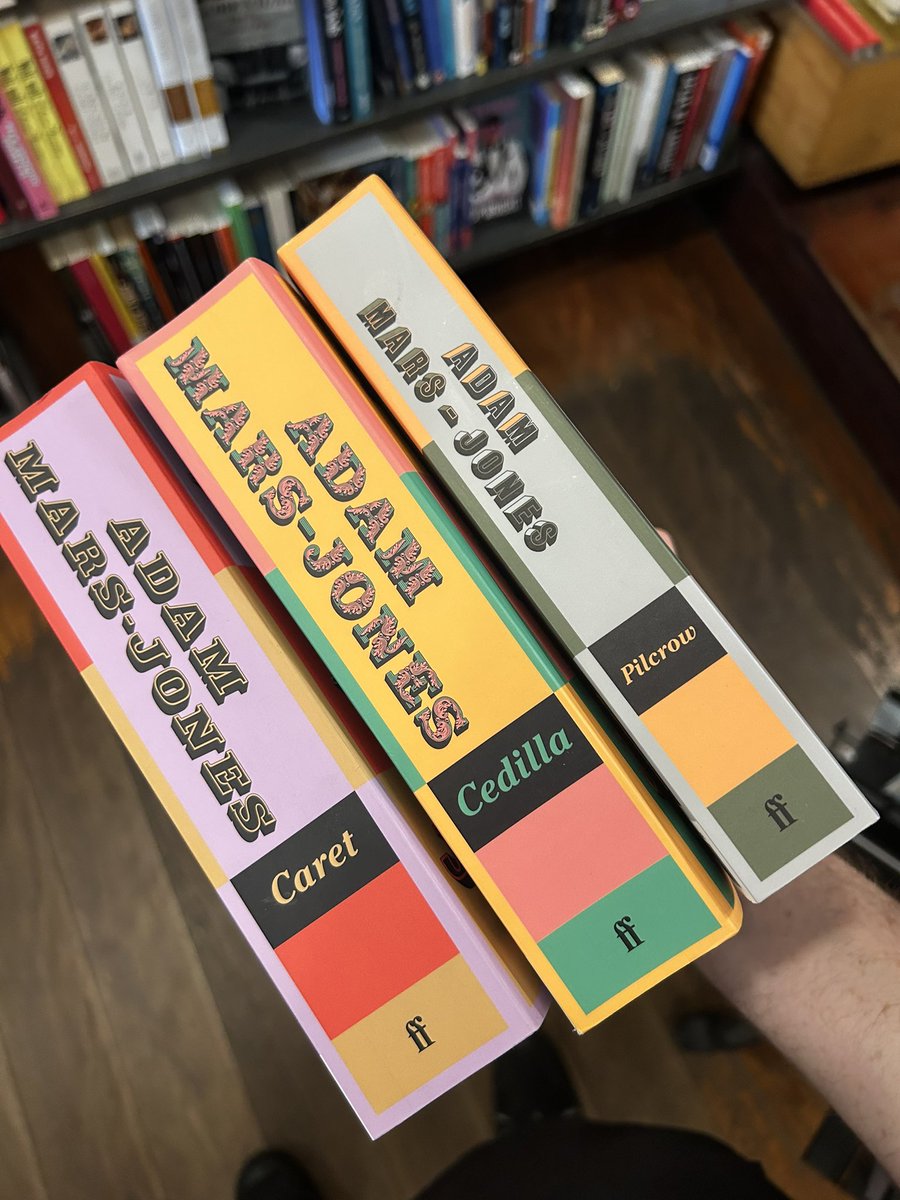 ADAM
MARS-JONES
Caret
ff
ADAM
MARS-JONES
Cedilla
ff
ADAM
MARS-JONES
Pilcrow
ff